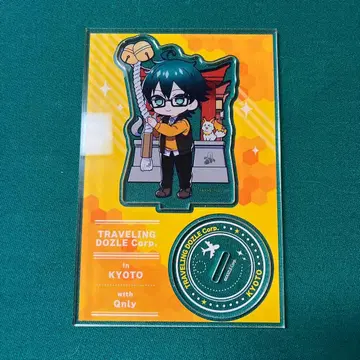 TRAVELING
DOZLE Corp.
in
KYOTO
with
Qnly
TRAVELING DOZLE Corp.
KYOTO